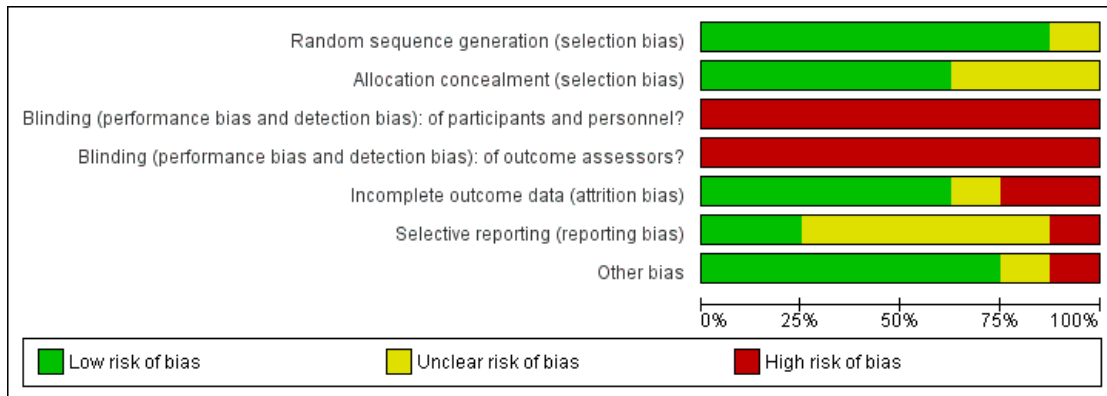 Random sequence generation (selection bias)
Allocation concealment (selection bias)
Blinding (performance bias and detection bias): of participants and personnel?
Blinding (performance bias and detection bias): of outcome assessors?
Incomplete outcome data (attrition bias)
Selective reporting (reporting bias)
Other bias
0% 25% 50% 75% 100%
Low risk of bias Unclear risk of bias High risk of bias